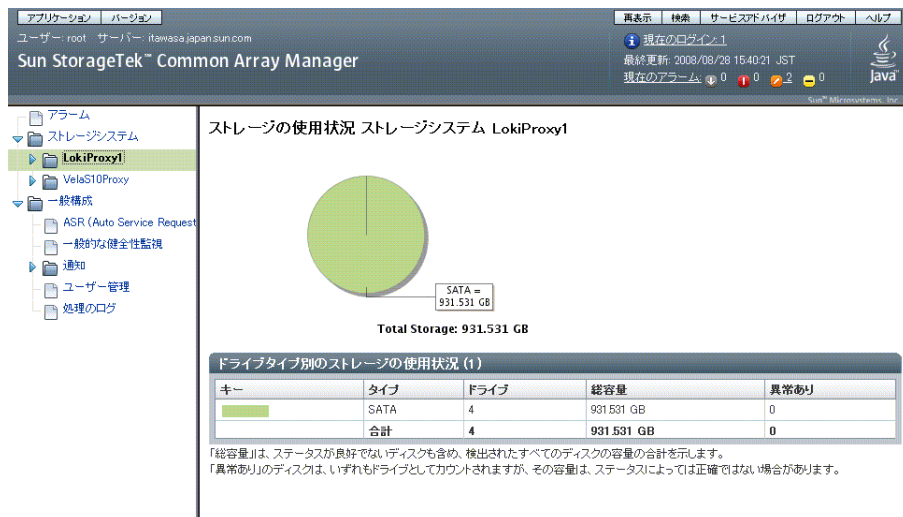 アプリケーション バージョン
再表示 検索 サービスアドバイザ ログアウト ヘルプ
ユーザー: root サーバー: itawasa.japan.sun.com
Sun StorageTek™ Common Array Manager
現在のログイン: 1
最終更新: 2008/08/28 15:40:21 JST
現在のアラーム: 0 0 2 0
Java
Sun™ Microsystems, Inc.
アラーム
ストレージシステム
LokiProxy1
VelaS10Proxy
一般構成
ASR (Auto Service Request
一般的な健全性監視
通知
ユーザー管理
処理のログ
ストレージの使用状況 ストレージシステム LokiProxy1
SATA =
931.531 GB
Total Storage: 931.531 GB
ドライブタイプ別のストレージの使用状況 (1)
キー タイプ ドライブ 総容量 異常あり
SATA 4 931.531 GB 0
合計 4 931.531 GB 0
「総容量」は、ステータスが良好でないディスクも含め、検出されたすべてのディスクの容量の合計を示します。
「異常あり」のディスクは、いずれもドライブとしてカウントされますが、その容量は、ステータスによっては正確ではない場合があります。